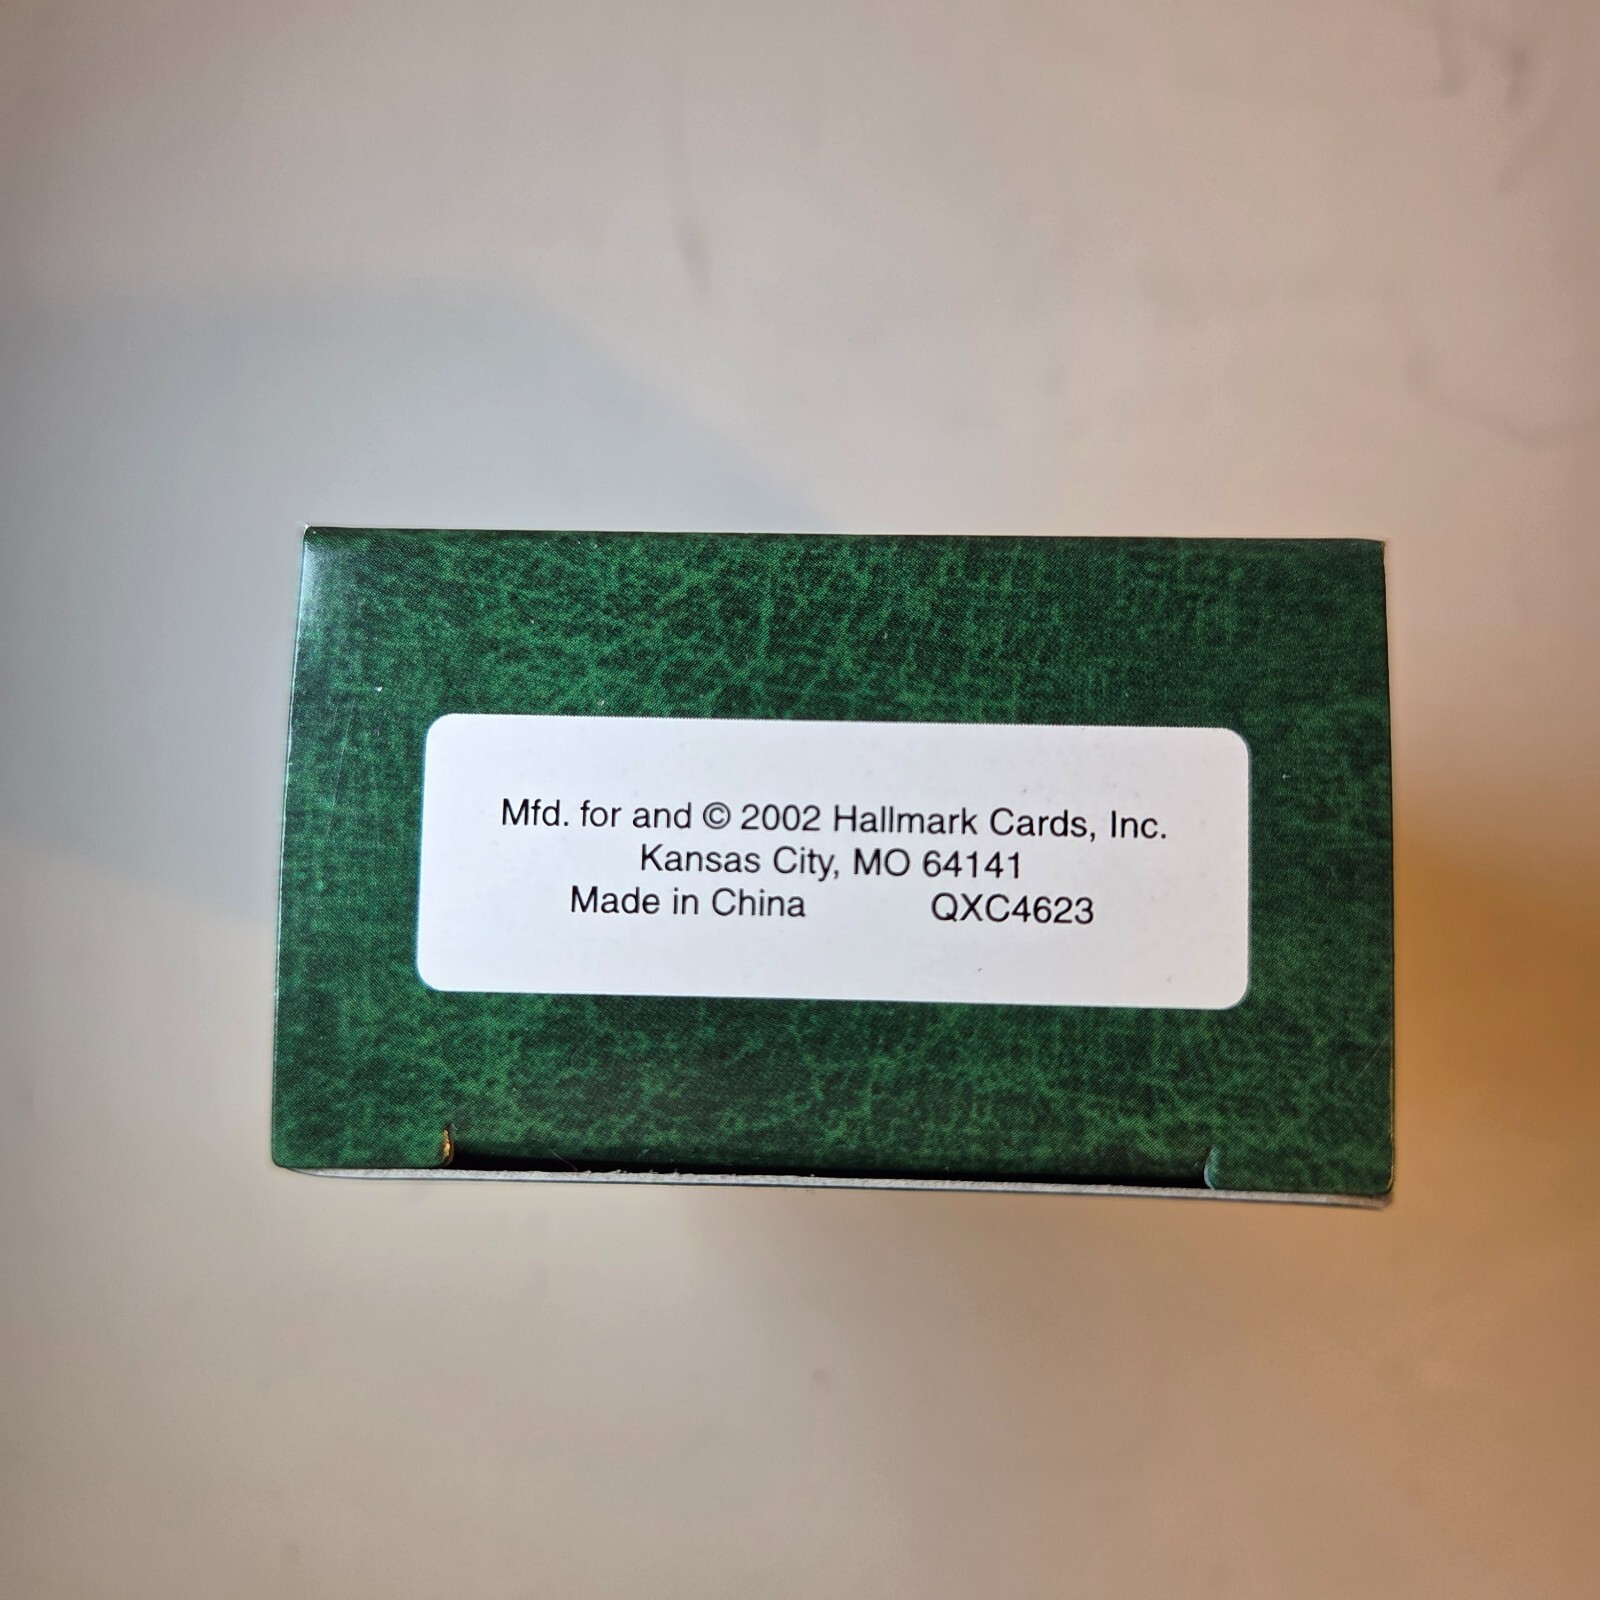 Mfd. for and © 2002 Hallmark Cards, Inc.
Kansas City, MO 64141
Made in China QXC4623